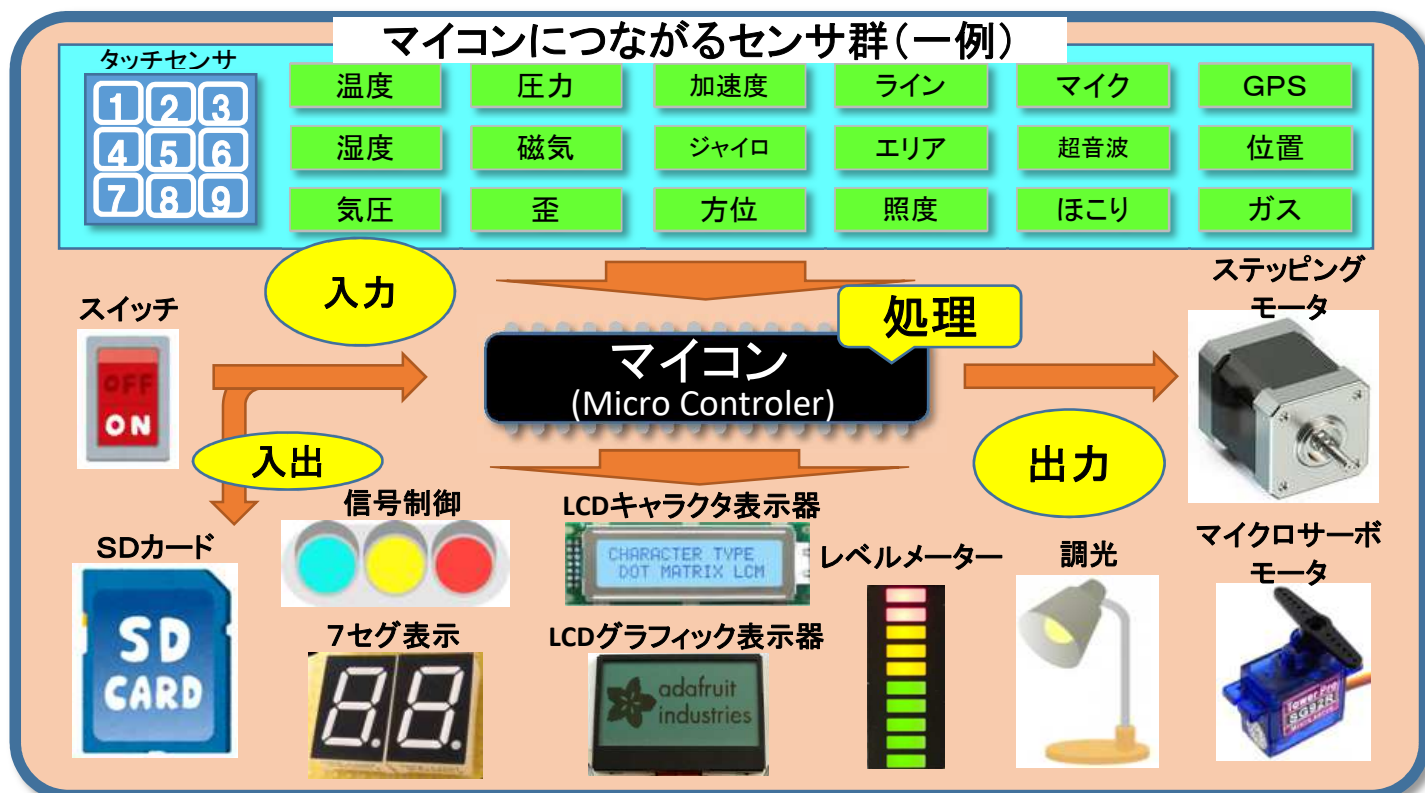 マイコンにつながるセンサ群（一例）
タッチセンサ
1 2 3
4 5 6
7 8 9
温度 圧力 加速度 ライン マイク GPS
湿度 磁気 ジャイロ エリア 超音波 位置
気圧 歪 方位 照度 ほこり ガス
入力
処理
スイッチ
OFF
ON
マイコン
(Micro Controler)
ステッピング
モータ
入出
出力
SDカード
SD
CARD
信号制御
LCDキャラクタ表示器
CHARACTER TYPE
DOT MATRIX LCM
レベルメーター
調光
マイクロサーボ
モータ
7セグ表示
8.8.
LCDグラフィック表示器
adafruit
industries
Tower Pro
SG92R